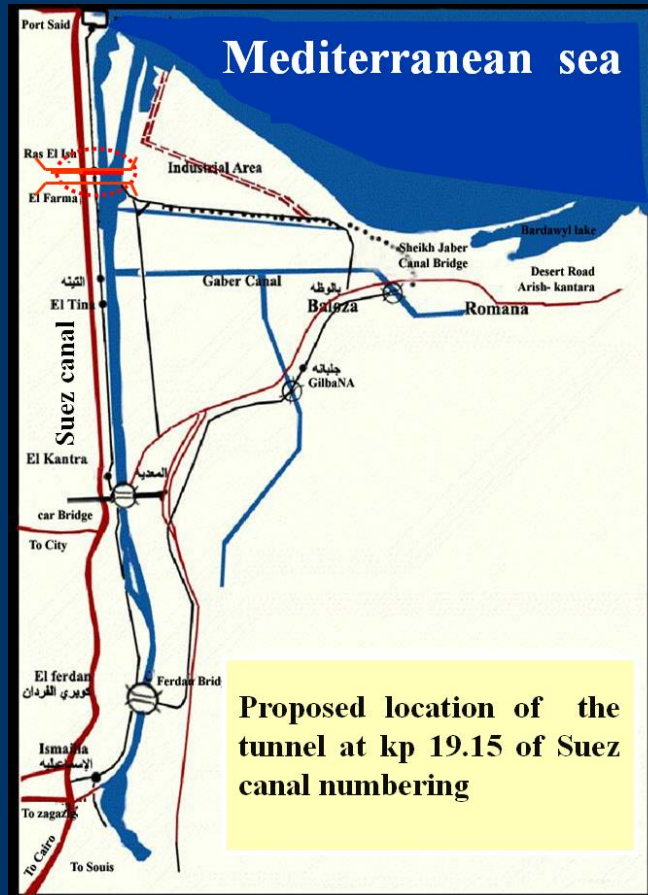 Port Said
Mediterranean sea
Ras El Ish
Industrial Area
El Farma
Bardawyl lake
Sheikh Jaber
Canal Bridge
Desert Road
Arish- kantara
التينه
Gaber Canal
بالوظه
El Tina
Baloza
Romana
Suez canal
جلبانه
GilbaNA
El Kantra
المعديه
car Bridge
To City
El ferdan
كوبري الفردان
Ferdan Brid
Proposed location of the
tunnel at kp 19.15 of Suez
canal numbering
Ismailia
الإسماعيليه
To zagazig
To Cairo
To Souis